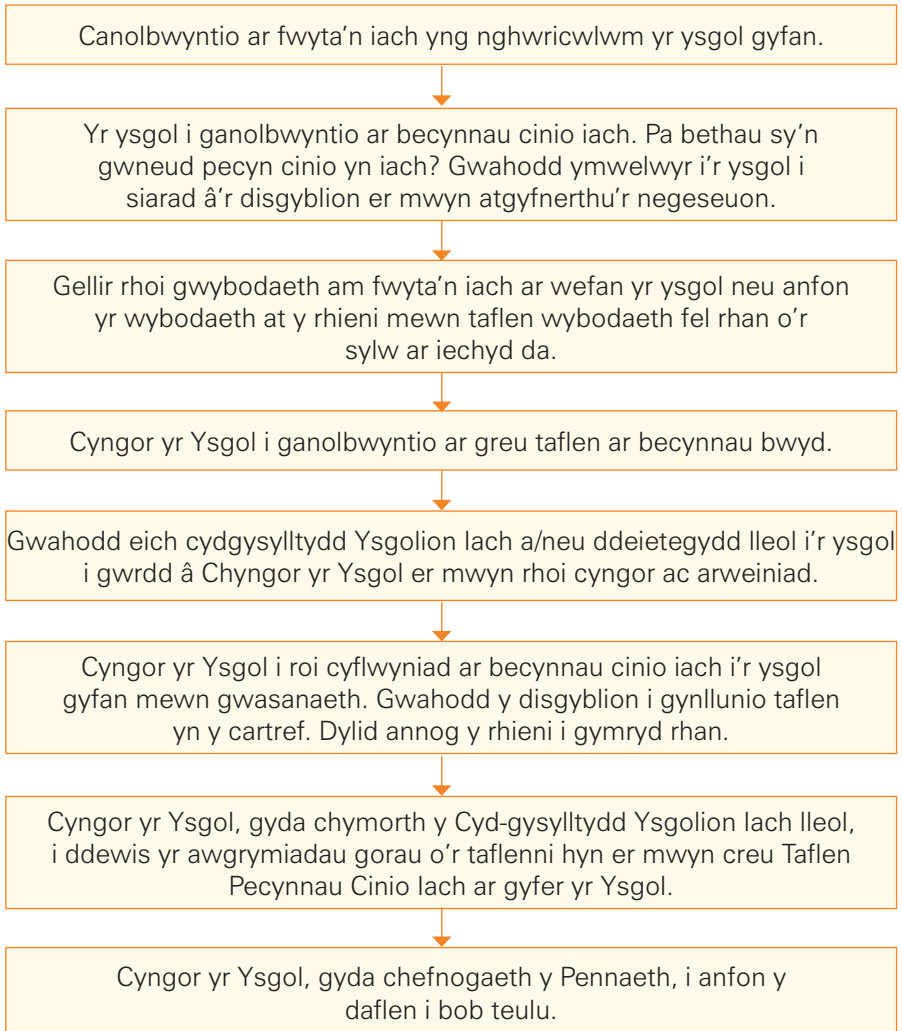 Canolbwyntio ar fwyta'n iach yng nghwricwlwm yr ysgol gyfan.
Yr ysgol i ganolbwyntio ar becynnau cinio iach. Pa bethau sy'n
gwneud pecyn cinio yn iach? Gwahodd ymwelwyr i'r ysgol i
siarad â'r disgyblion er mwyn atgyfnerthu'r negeseuon.
Gellir rhoi gwybodaeth am fwyta'n iach ar wefan yr ysgol neu anfon
yr wybodaeth at y rhieni mewn taflen wybodaeth fel rhan o'r
sylw ar iechyd da.
Cyngor yr Ysgol i ganolbwyntio ar greu taflen ar becynnau bwyd.
Gwahodd eich cydgysylltydd Ysgolion Iach a/neu ddeietegydd lleol i'r ysgol
i gwrdd â Chyngor yr Ysgol er mwyn rhoi cyngor ac arweiniad.
Cyngor yr Ysgol i roi cyflwyniad ar becynnau cinio iach i'r ysgol
gyfan mewn gwasanaeth. Gwahodd y disgyblion i gynllunio taflen
yn y cartref. Dylid annog y rhieni i gymryd rhan.
Cyngor yr Ysgol, gyda chymorth y Cyd-gysylltydd Ysgolion Iach lleol,
i ddewis yr awgrymiadau gorau o'r taflenni hyn er mwyn creu Taflen
Pecynnau Cinio Iach ar gyfer yr Ysgol.
Cyngor yr Ysgol, gyda chefnogaeth y Pennaeth, i anfon y
daflen i bob teulu.